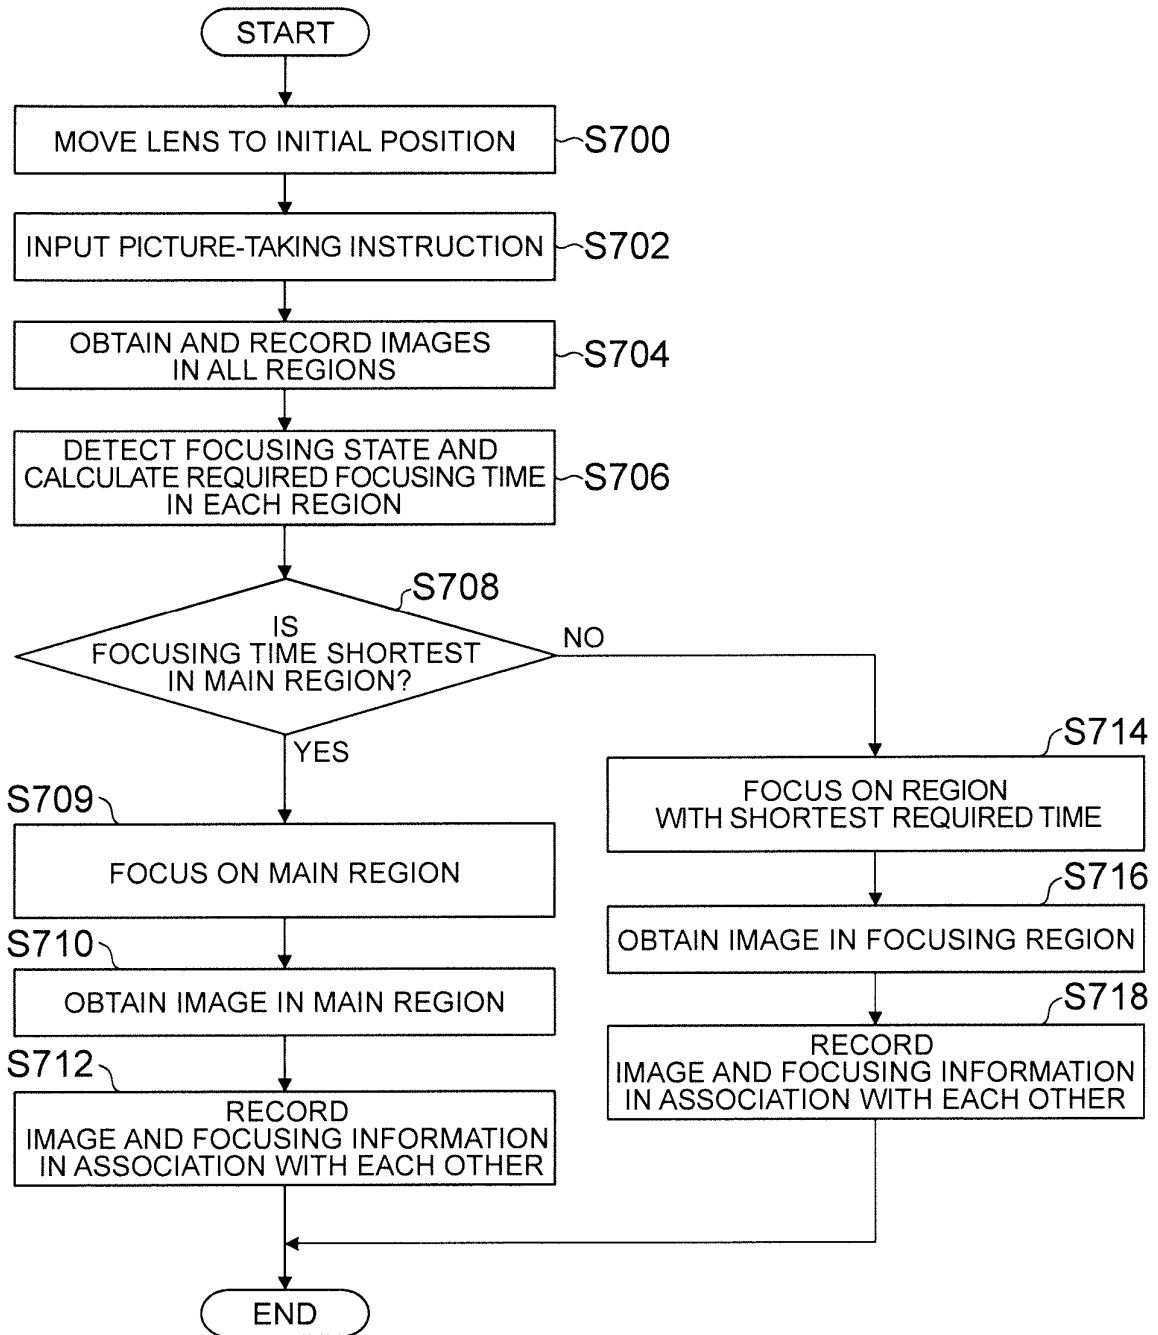 START
MOVE LENS TO INITIAL POSITION
S700
INPUT PICTURE-TAKING INSTRUCTION
S702
OBTAIN AND RECORD IMAGES
IN ALL REGIONS
S704
DETECT FOCUSING STATE AND
CALCULATE REQUIRED FOCUSING TIME
IN EACH REGION
S706
S708
IS
FOCUSING TIME SHORTEST
IN MAIN REGION?
NO
YES
S709
FOCUS ON MAIN REGION
S710
OBTAIN IMAGE IN MAIN REGION
S712
RECORD
IMAGE AND FOCUSING INFORMATION
IN ASSOCIATION WITH EACH OTHER
S714
FOCUS ON REGION
WITH SHORTEST REQUIRED TIME
S716
OBTAIN IMAGE IN FOCUSING REGION
S718
RECORD
IMAGE AND FOCUSING INFORMATION
IN ASSOCIATION WITH EACH OTHER
END